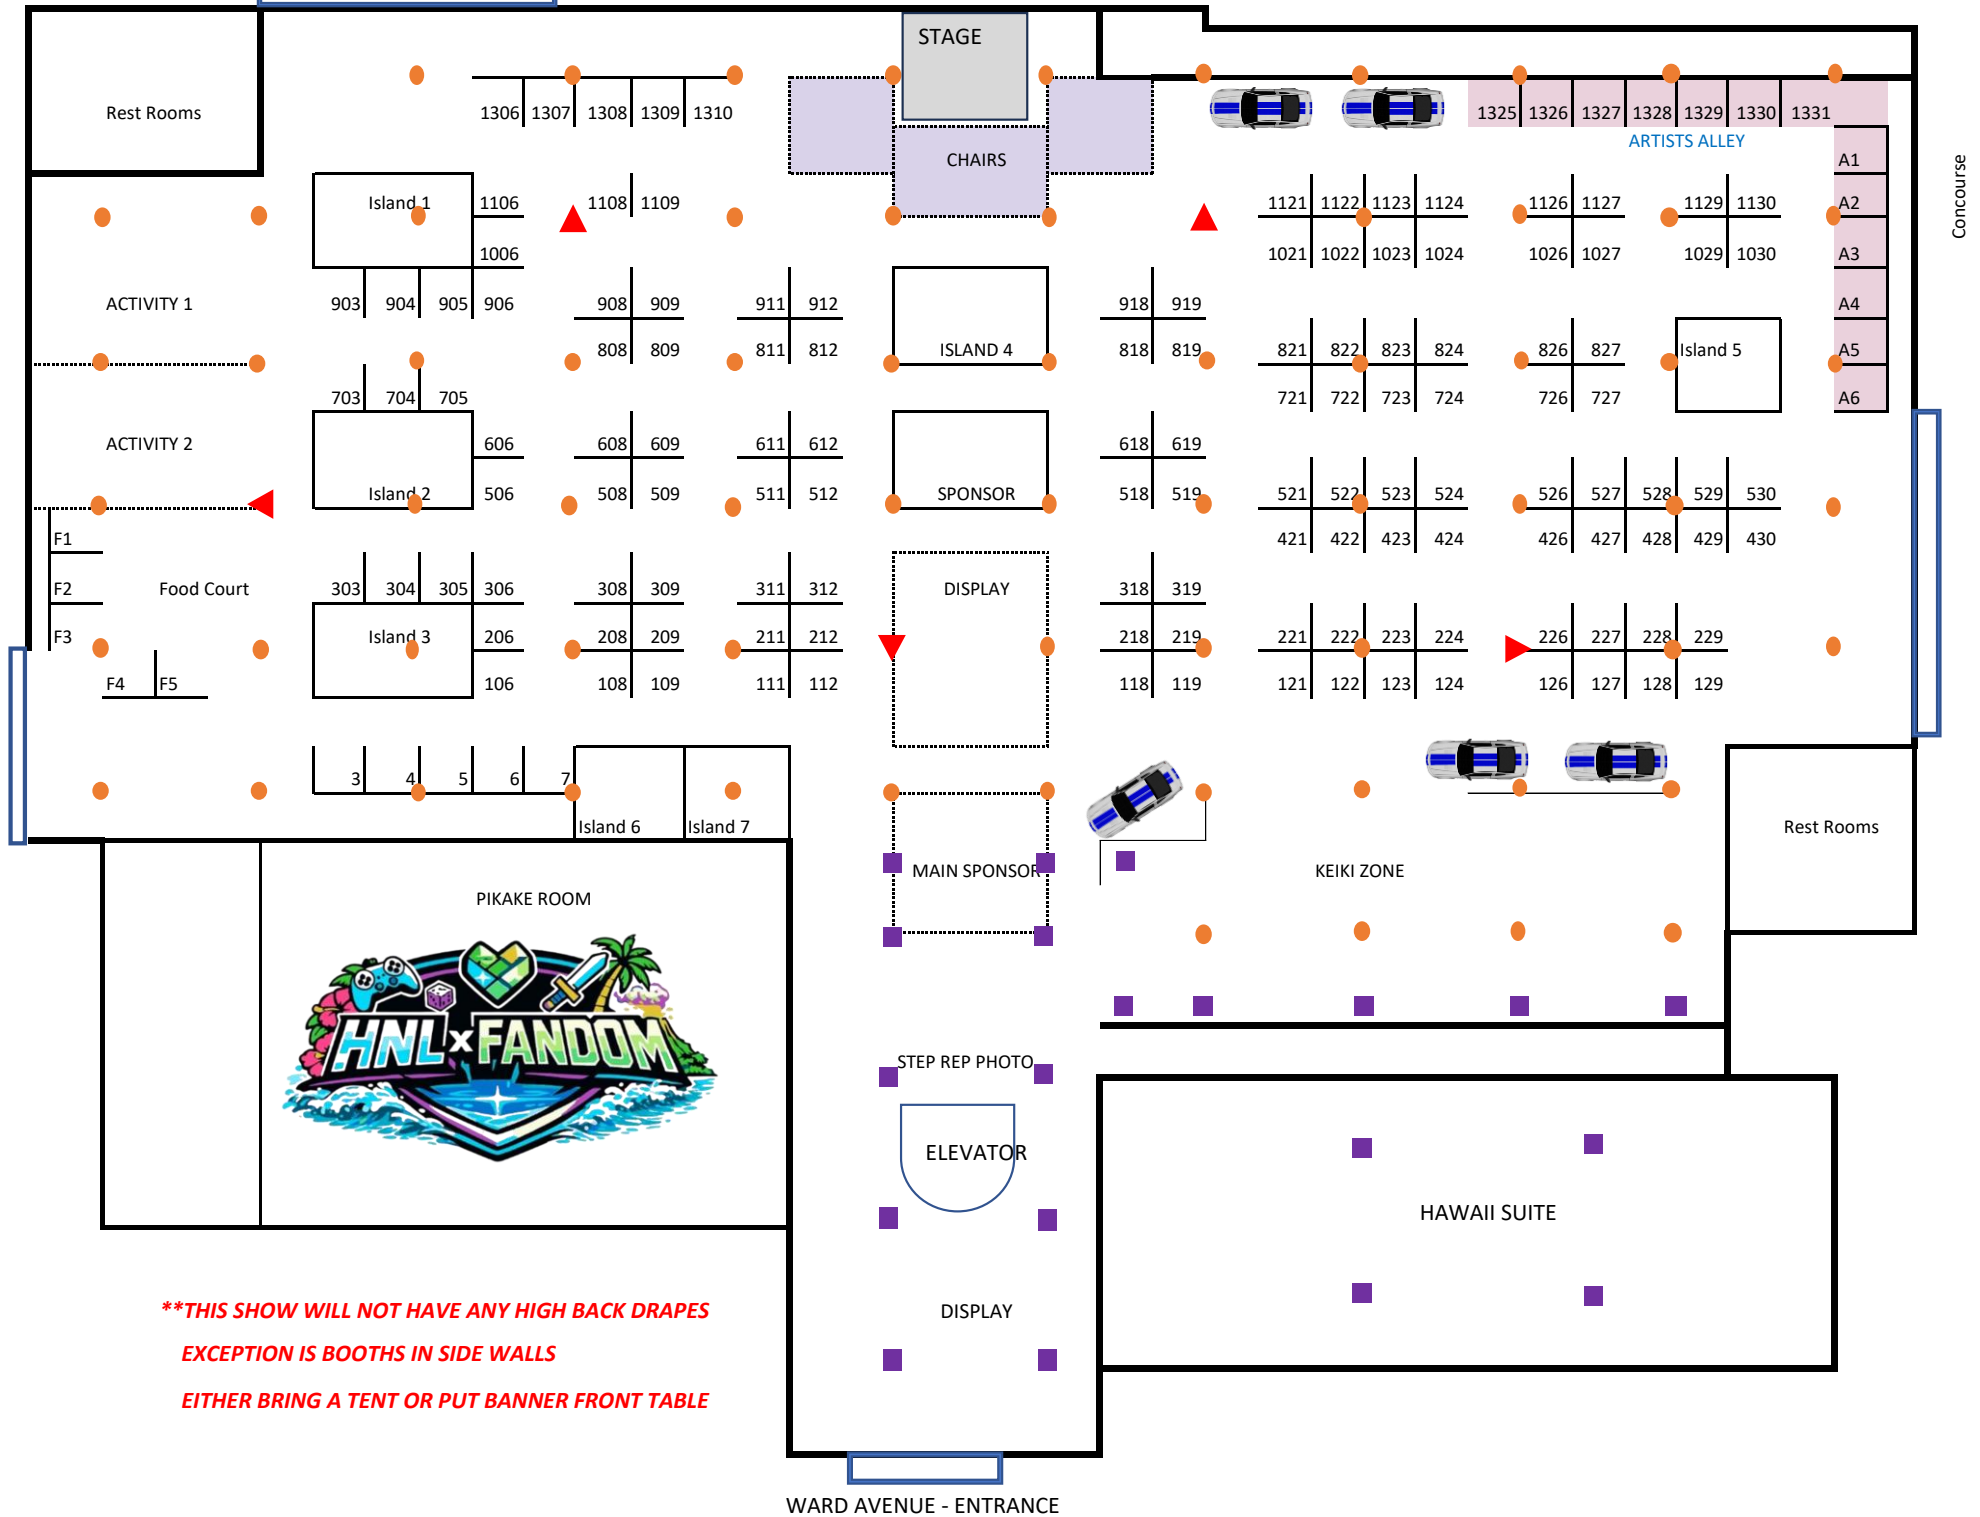 STAGE
Rest Rooms
1306 1307 1308 1309 1310
1325 1326 1327 1328 1329 1330 1331
ARTISTS ALLEY
CHAIRS
A1
Concourse
Island 1 1106 1108 1109 1121 1122 1123 1124 1126 1127 1129 1130 A2
1006 1021 1022 1023 1024 1026 1027 1029 1030 A3
ACTIVITY 1 903 904 905 906 908 909 911 912 918 919 A4
808 809 811 812 ISLAND 4 818 819 821 822 823 824 826 827 Island 5 A5
703 704 705 721 722 723 724 726 727 A6
ACTIVITY 2 606 608 609 611 612 618 619
Island 2 506 508 509 511 512 SPONSOR 518 519 521 522 523 524 526 527 528 529 530
F1 421 422 423 424 426 427 428 429 430
F2 Food Court 303 304 305 306 308 309 311 312 DISPLAY 318 319
F3 Island 3 206 208 209 211 212 218 219 221 222 223 224 226 227 228 229
F4 F5 106 108 109 111 112 118 119 121 122 123 124 126 127 128 129
3 4 5 6 7
Island 6 Island 7 Rest Rooms
MAIN SPONSOR KEIKI ZONE
PIKAKE ROOM
HNL x FANDOM
STEP REP PHOTO
ELEVATOR
HAWAII SUITE
DISPLAY
**THIS SHOW WILL NOT HAVE ANY HIGH BACK DRAPES
EXCEPTION IS BOOTHS IN SIDE WALLS
EITHER BRING A TENT OR PUT BANNER FRONT TABLE
WARD AVENUE - ENTRANCE